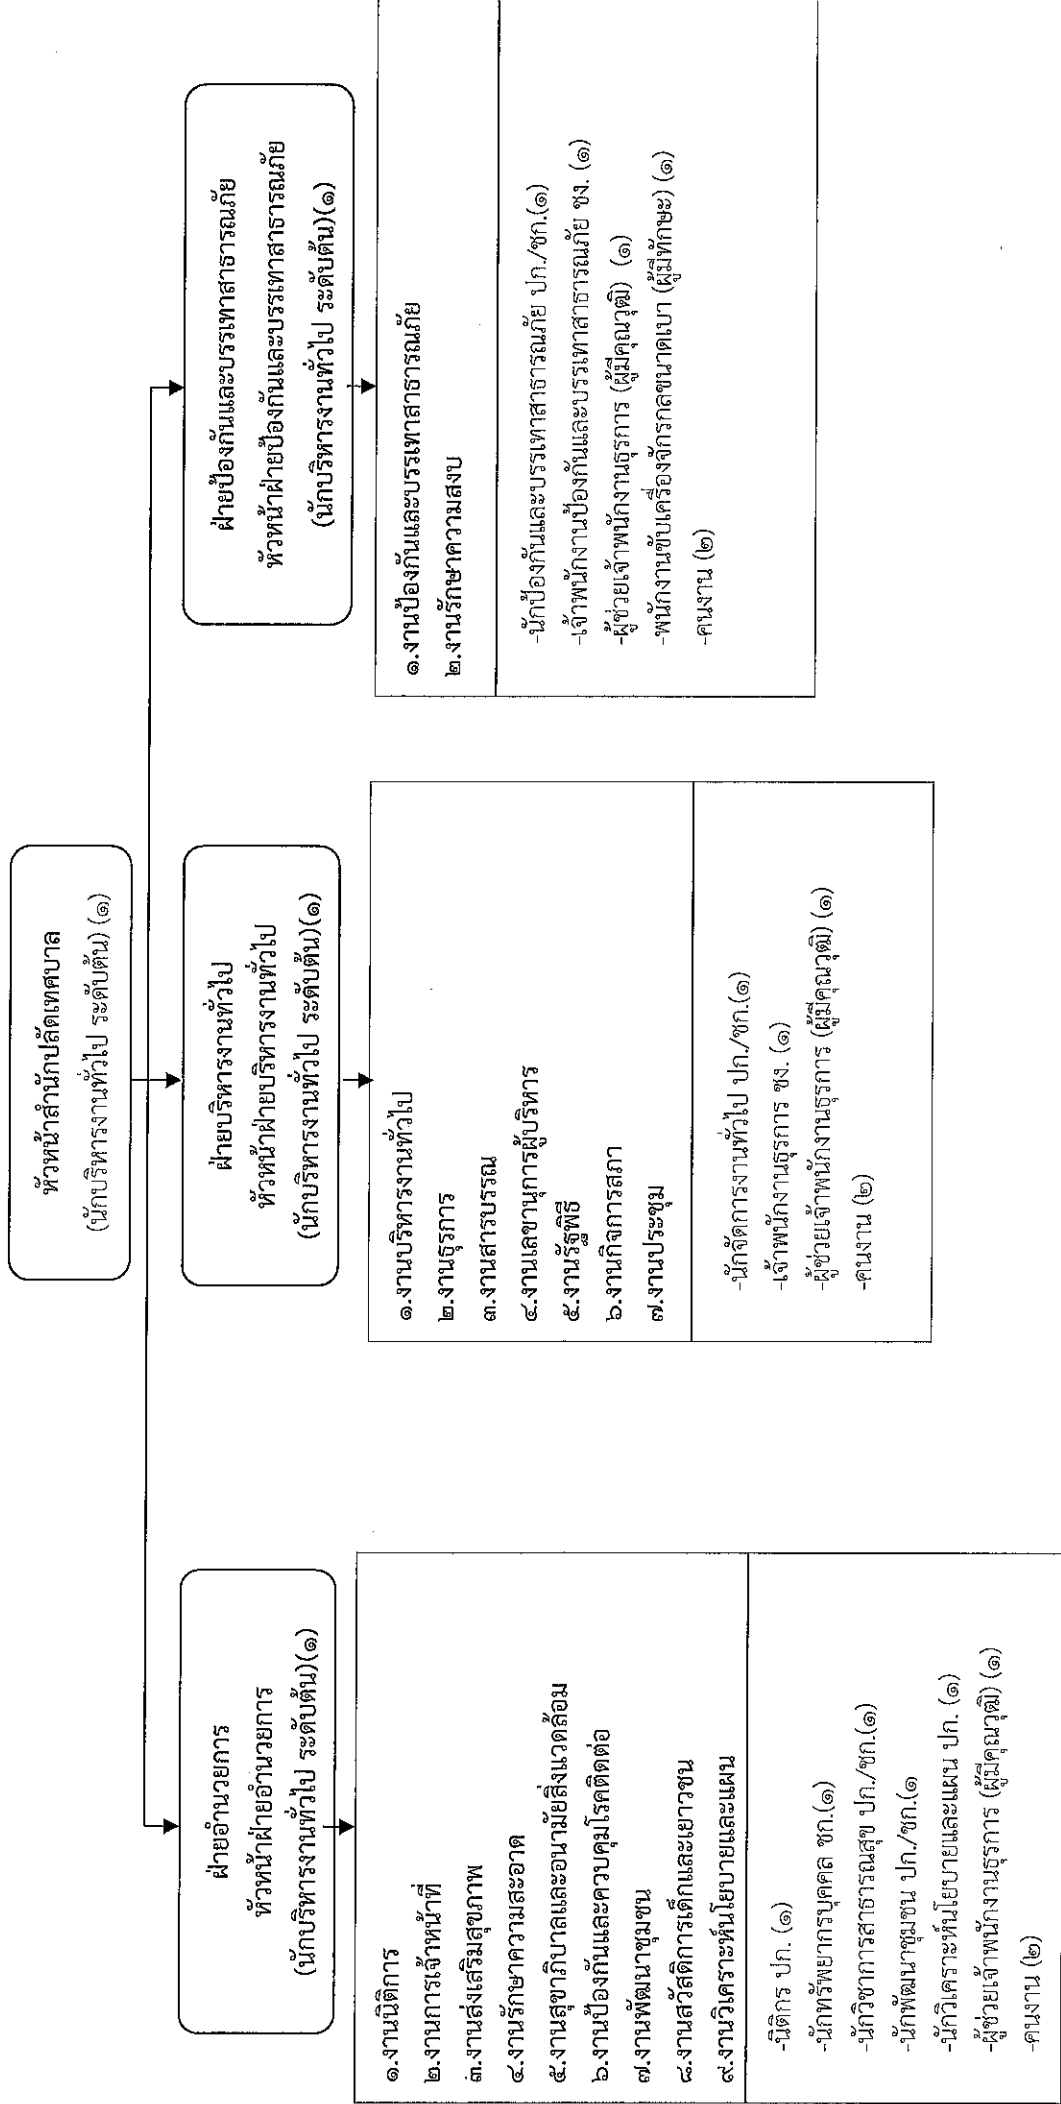 หัวหน้าสำนักปลัดเทศบาล
(นักบริหารงานทั่วไป ระดับต้น) (๑)
ฝ่ายอำนวยการ
หัวหน้าฝ่ายอำนวยการ
(นักบริหารงานทั่วไป ระดับต้น)(๑)
๑.งานนิติการ
๒.งานการเจ้าหน้าที่
๓.งานส่งเสริมสุขภาพ
๔.งานรักษาความสะอาด
๕.งานสุขาภิบาลและอนามัยสิ่งแวดล้อม
๖.งานป้องกันและควบคุมโรคติดต่อ
๗.งานพัฒนาชุมชน
๘.งานสวัสดิการเด็กและเยาวชน
๙.งานวิเคราะห์นโยบายและแผน
-นิติกร ปก. (๑)
-นักทรัพยากรบุคคล ชก.(๑)
-นักวิชาการสาธารณสุข ปก./ชก.(๑)
-นักพัฒนาชุมชน ปก./ชก.(๑
-นักวิเคราะห์นโยบายและแผน ปก. (๑)
-ผู้ช่วยเจ้าพนักงานธุรการ (ผู้มีคุณวุฒิ) (๑)
-คนงาน (๒)
ฝ่ายบริหารงานทั่วไป
หัวหน้าฝ่ายบริหารงานทั่วไป
(นักบริหารงานทั่วไป ระดับต้น)(๑)
๑.งานบริหารงานทั่วไป
๒.งานธุรการ
๓.งานสารบรรณ
๔.งานเลขานุการผู้บริหาร
๕.งานรัฐพิธี
๖.งานกิจการสภา
๗.งานประชุม
-นักจัดการงานทั่วไป ปก./ชก.(๑)
-เจ้าพนักงานธุรการ ชง. (๑)
-ผู้ช่วยเจ้าพนักงานธุรการ (ผู้มีคุณวุฒิ) (๑)
-คนงาน (๒)
ฝ่ายป้องกันและบรรเทาสาธารณภัย
หัวหน้าฝ่ายป้องกันและบรรเทาสาธารณภัย
(นักบริหารงานทั่วไป ระดับต้น)(๑)
๑.งานป้องกันและบรรเทาสาธารณภัย
๒.งานรักษาความสงบ
-นักป้องกันและบรรเทาสาธารณภัย ปก./ชก.(๑)
-เจ้าพนักงานป้องกันและบรรเทาสาธารณภัย ชง. (๑)
-ผู้ช่วยเจ้าพนักงานธุรการ (ผู้มีคุณวุฒิ) (๑)
-พนักงานขับเครื่องจักรกลขนาดเบา (ผู้มีทักษะ) (๑)
-คนงาน (๒)